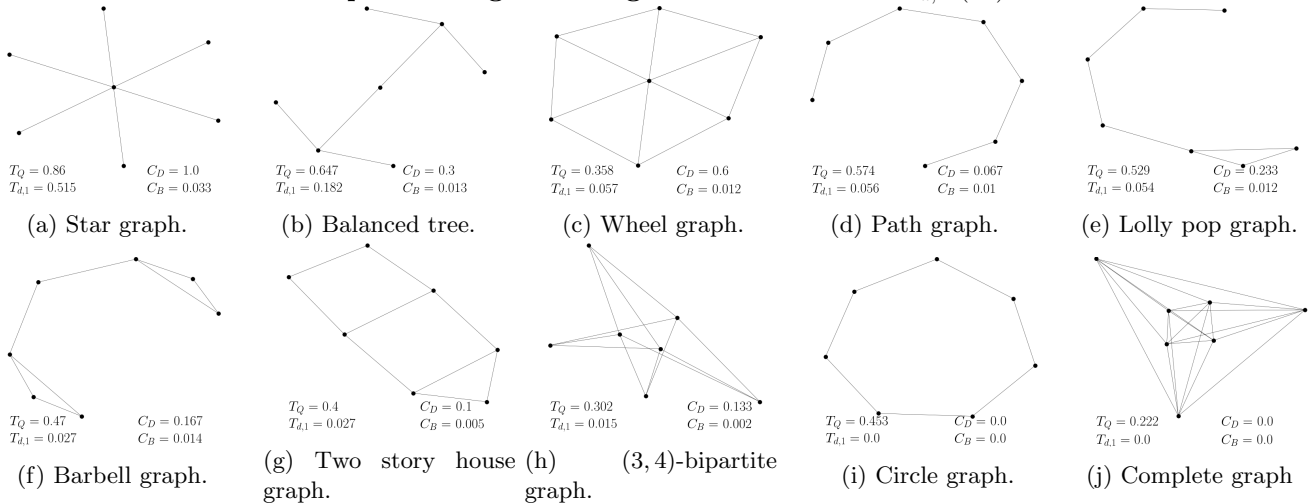 T_Q = 0.86 C_D = 1.0
T_{d,1} = 0.515 C_B = 0.033
(a) Star graph.
T_Q = 0.647 C_D = 0.3
T_{d,1} = 0.182 C_B = 0.013
(b) Balanced tree.
T_Q = 0.358 C_D = 0.6
T_{d,1} = 0.057 C_B = 0.012
(c) Wheel graph.
T_Q = 0.574 C_D = 0.067
T_{d,1} = 0.056 C_B = 0.01
(d) Path graph.
T_Q = 0.529 C_D = 0.233
T_{d,1} = 0.054 C_B = 0.012
(e) Lolly pop graph.
T_Q = 0.47 C_D = 0.167
T_{d,1} = 0.027 C_B = 0.014
(f) Barbell graph.
T_Q = 0.4 C_D = 0.1
T_{d,1} = 0.027 C_B = 0.005
(g) Two story house
graph.
T_Q = 0.302 C_D = 0.133
T_{d,1} = 0.015 C_B = 0.002
(h) (3, 4)-bipartite
graph.
T_Q = 0.453 C_D = 0.0
T_{d,1} = 0.0 C_B = 0.0
(i) Circle graph.
T_Q = 0.222 C_D = 0.0
T_{d,1} = 0.0 C_B = 0.0
(j) Complete graph